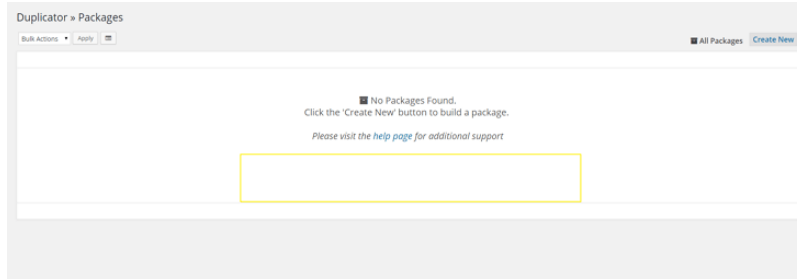 Duplicator » Packages
Bulk Actions Apply
All Packages Create New
No Packages Found.
Click the 'Create New' button to build a package.
Please visit the help page for additional support